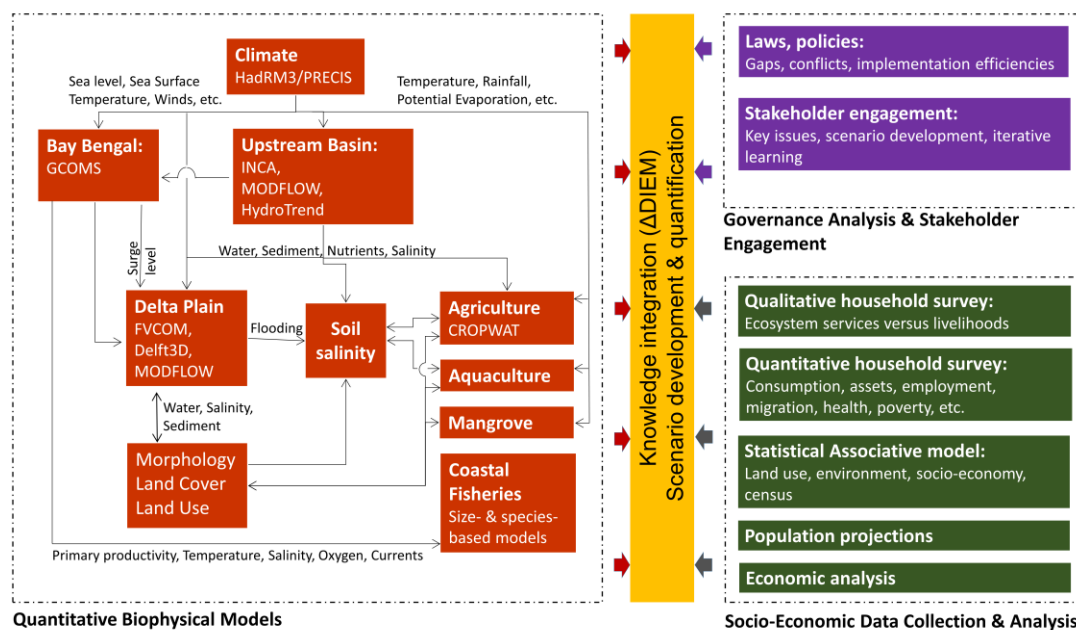 Climate
HadRM3/PRECIS
Sea level, Sea Surface
Temperature, Winds, etc.
Temperature, Rainfall,
Potential Evaporation, etc.
Bay Bengal:
GCOMS
Upstream Basin:
INCA,
MODFLOW,
HydroTrend
Surge
level
Water, Sediment, Nutrients, Salinity
Delta Plain
FVCOM,
Delft3D,
MODFLOW
Flooding
Soil
salinity
Agriculture
CROPWAT
Aquaculture
Mangrove
Water, Salinity,
Sediment
Morphology
Land Cover
Land Use
Coastal
Fisheries
Size- & species-
based models
Primary productivity, Temperature, Salinity, Oxygen, Currents
Quantitative Biophysical Models
Knowledge integration (ΔDIEM)
Scenario development & quantification
Laws, policies:
Gaps, conflicts, implementation efficiencies
Stakeholder engagement:
Key issues, scenario development, iterative
learning
Governance Analysis & Stakeholder
Engagement
Qualitative household survey:
Ecosystem services versus livelihoods
Quantitative household survey:
Consumption, assets, employment,
migration, health, poverty, etc.
Statistical Associative model:
Land use, environment, socio-economy,
census
Population projections
Economic analysis
Socio-Economic Data Collection & Analysis